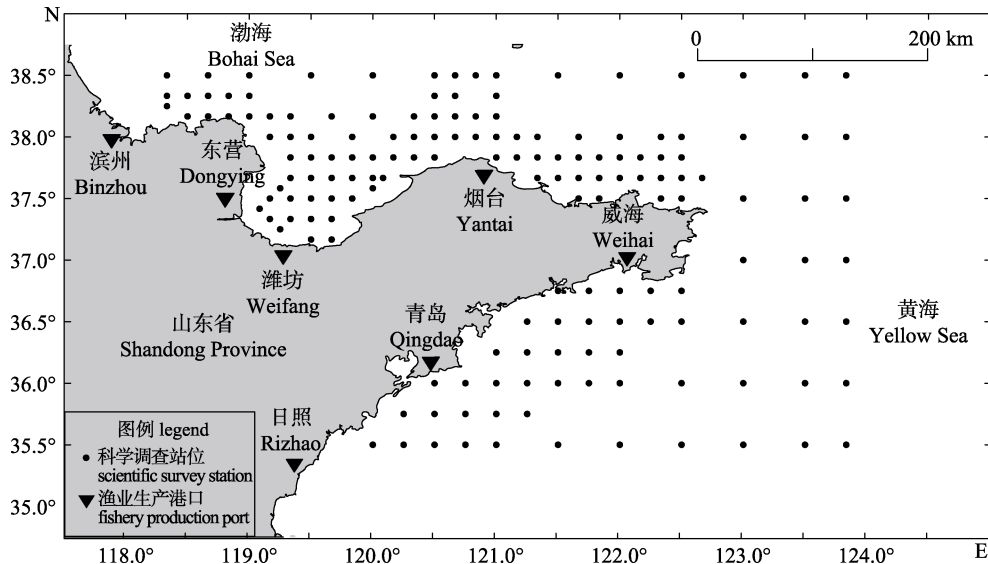 N
渤海
Bohai Sea
0
200 km
38.5°
38.0°
37.5°
37.0°
36.5°
36.0°
35.5°
35.0°
滨州
Binzhou
东营
Dongying
烟台
Yantai
威海
Weihai
潍坊
Weifang
青岛
Qingdao
山东省
Shandong Province
黄海
Yellow Sea
日照
Rizhao
图例 legend
科学调查站位
scientific survey station
渔业生产港口
fishery production port
118.0°
119.0°
120.0°
121.0°
122.0°
123.0°
124.0°
E